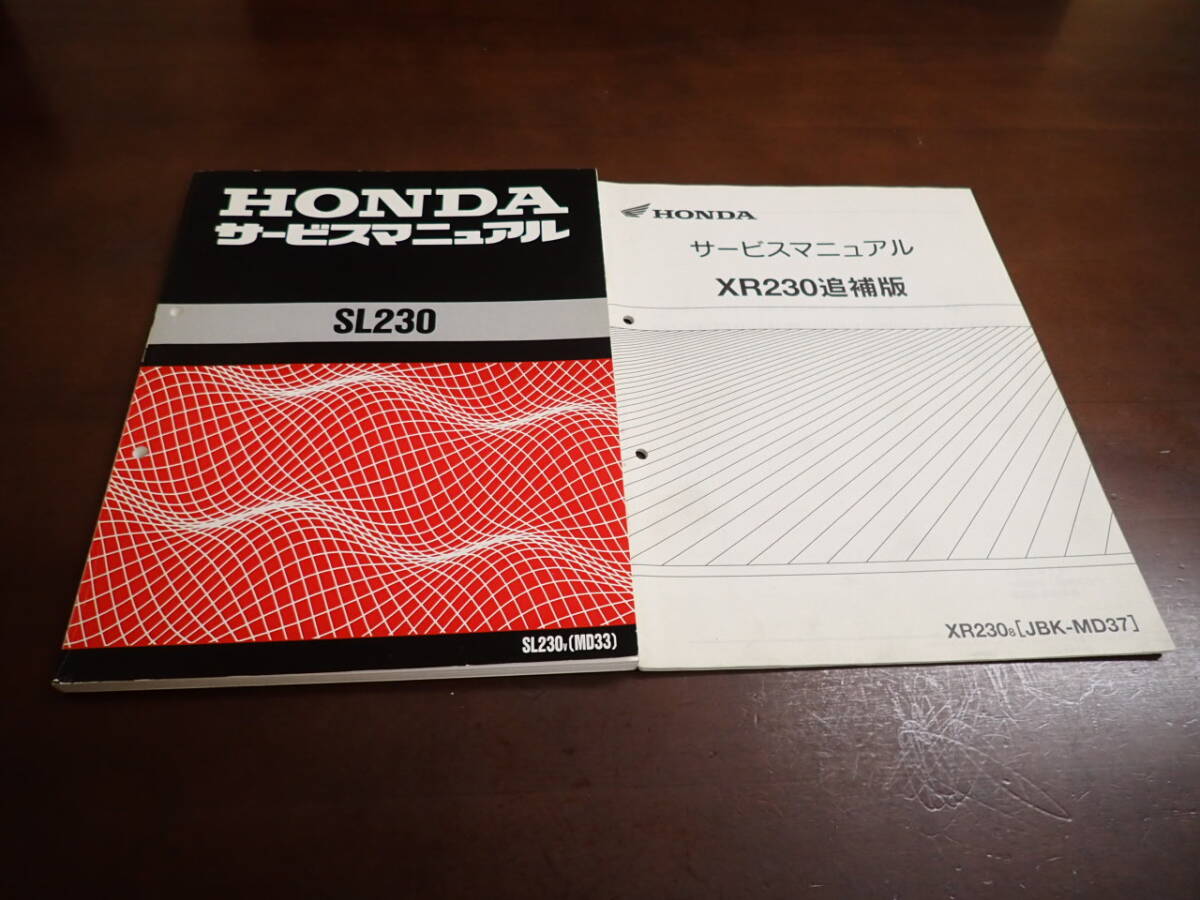 HONDA
サービスマニュアル
SL230
SL230v(MD33)
HONDA
サービスマニュアル
XR230追補版
XR2308[JBK-MD37]